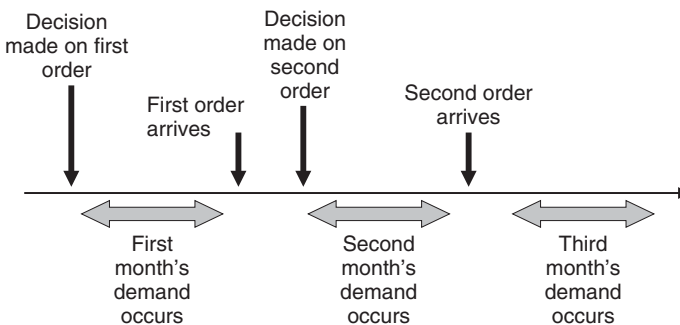 Decision
made on first
order
First order
arrives
Decision
made on
second
order
Second order
arrives
First
month's
demand
occurs
Second
month's
demand
occurs
Third
month's
demand
occurs